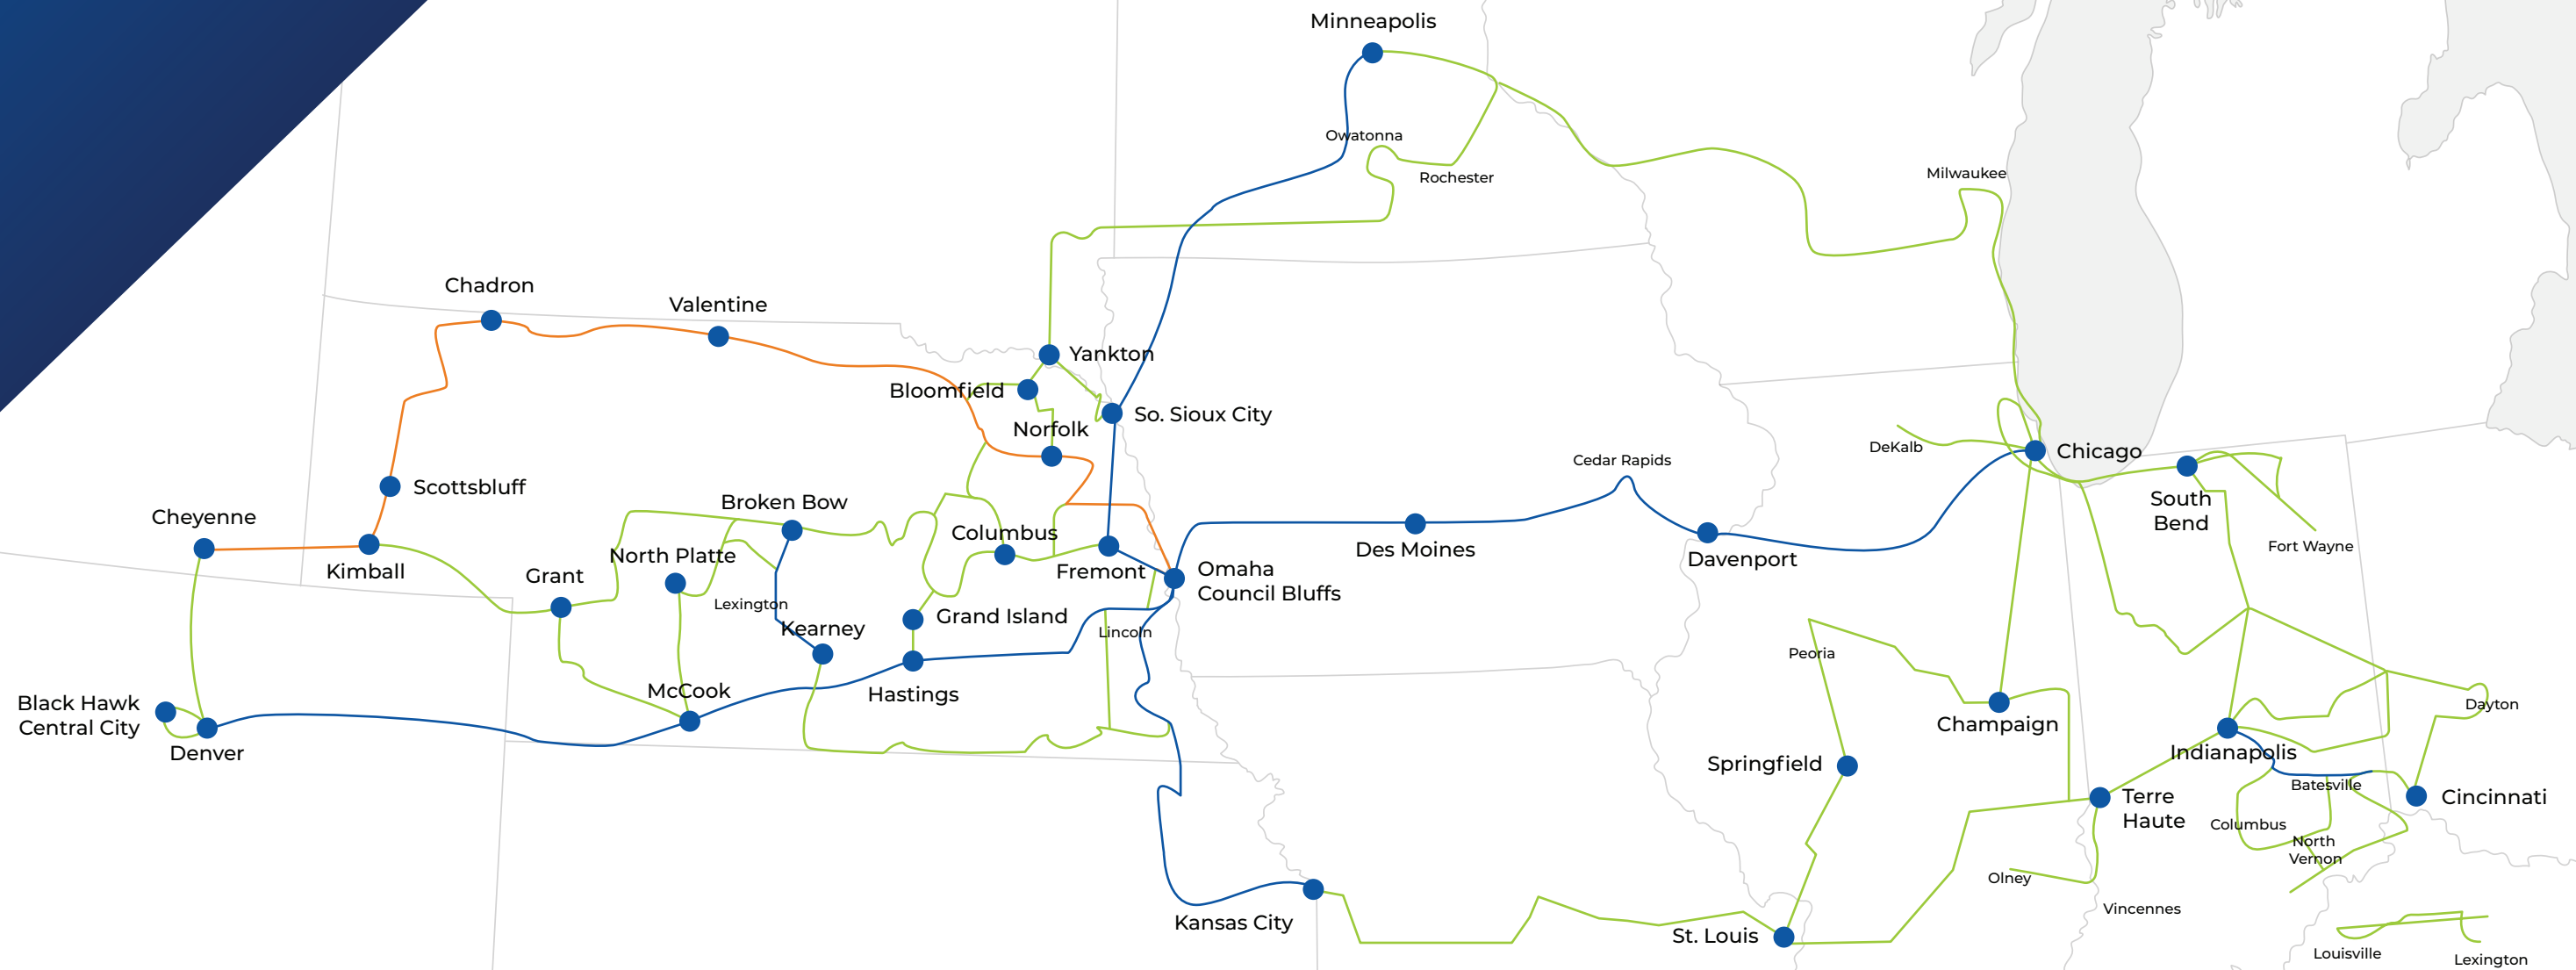 Minneapolis
Owatonna
Rochester
Milwaukee
Chadron
Valentine
Yankton
Bloomfield
So. Sioux City
Norfolk
DeKalb
Chicago
Cedar Rapids
Scottsbluff
South
Bend
Cheyenne
Broken Bow
Columbus
Fort Wayne
Des Moines
Davenport
North Platte
Kimball
Fremont
Grant
Omaha
Council Bluffs
Lexington
Grand Island
Kearney
Lincoln
Peoria
McCook
Hastings
Black Hawk
Central City
Denver
Champaign
Dayton
Indianapolis
Springfield
Batesville
Terre
Haute
Cincinnati
Columbus
North
Vernon
Olney
Vincennes
Kansas City
St. Louis
Louisville
Lexington